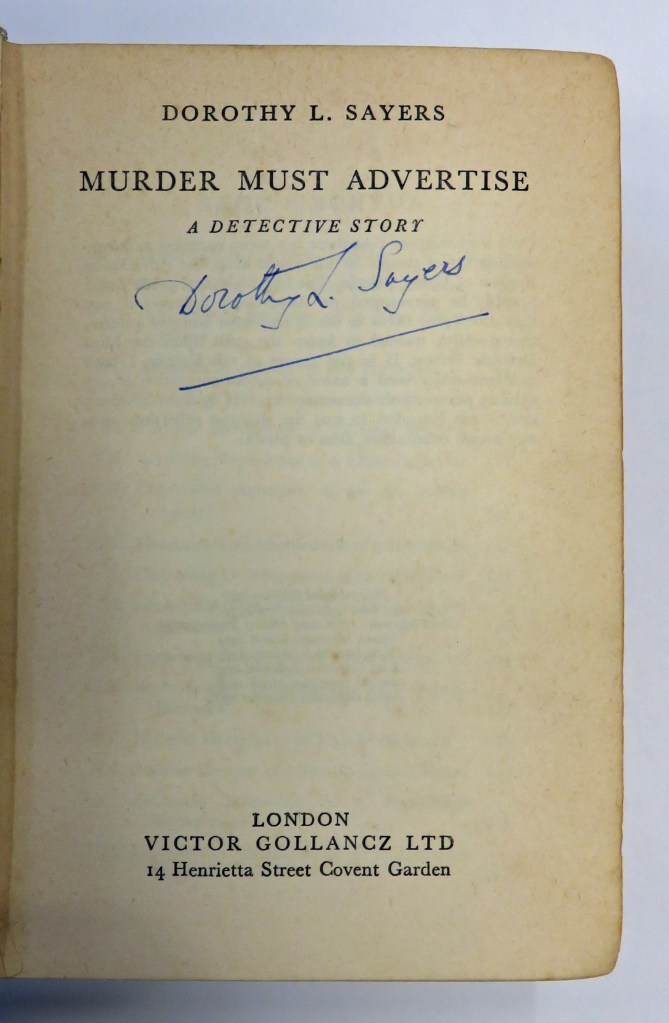 DOROTHY L. SAYERS
MURDER MUST ADVERTISE
A DETECTIVE STORY
Dorothy L. Sayers
LONDON
VICTOR GOLLANCZ LTD
14 Henrietta Street Covent Garden